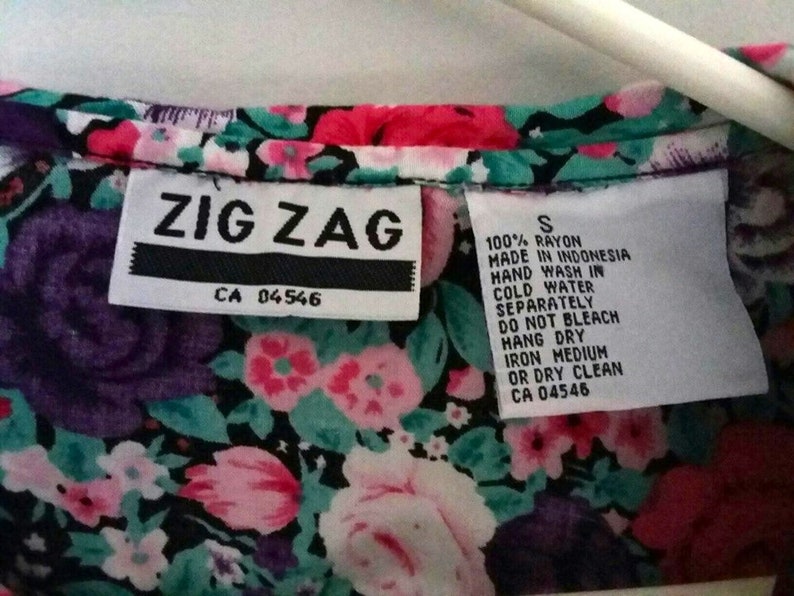 ZIG ZAG
CA 04546
S
100% RAYON
MADE IN INDONESIA
HAND WASH IN
COLD WATER
SEPARATELY
DO NOT BLEACH
HANG DRY
IRON MEDIUM
OR DRY CLEAN
CA 04546